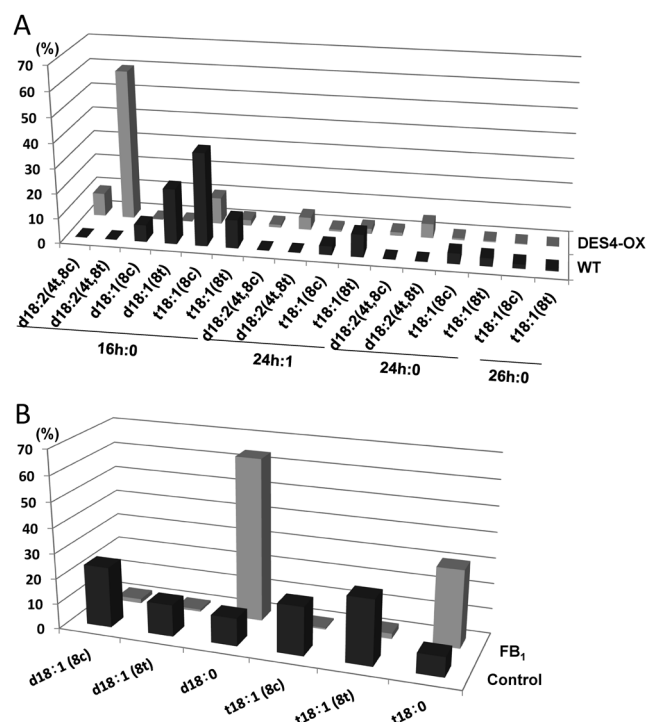 A
(%)
70
60
50
40
30
20
10
0
DES4-OX
WT
d18:2(4t,8c)
d18:2(4t,8t)
d18:1(8c)
d18:1(8t)
t18:1(8c)
t18:1(8t)
d18:2(4t,8c)
d18:2(4t,8t)
t18:1(8c)
t18:1(8t)
d18:2(4t,8c)
d18:2(4t,8t)
t18:1(8c)
t18:1(8t)
t18:1(8c)
t18:1(8t)
16h:0
24h:1
24h:0
26h:0
B
(%)
70
60
50
40
30
20
10
0
FB1
Control
d18:1 (8c)
d18:1 (8t)
d18:0
t18:1 (8c)
t18:1 (8t)
t18:0